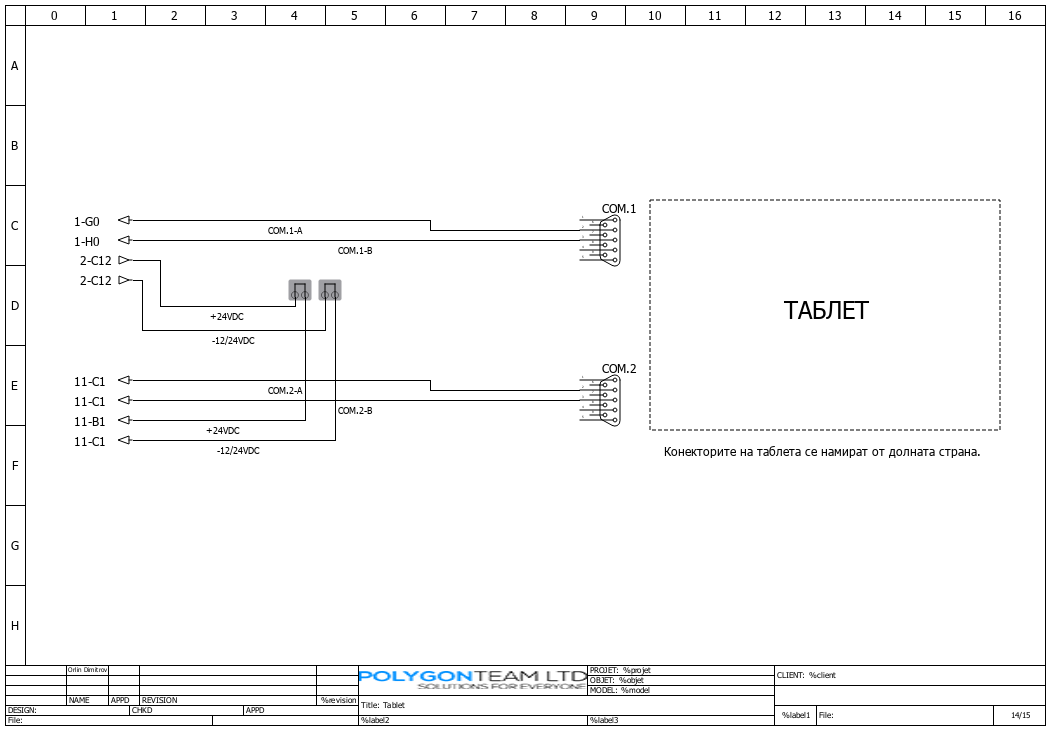 0 1 2 3 4 5 6 7 8 9 10 11 12 13 14 15 16
A
B
C
D
E
F
G
H
1-G0
1-H0
2-C12
2-C12
COM.1-A
COM.1-B
COM.1
+24VDC
-12/24VDC
ТАБЛЕТ
11-C1
11-C1
11-B1
11-C1
COM.2-A
COM.2-B
COM.2
+24VDC
-12/24VDC
Конекторите на таблета се намират от долната страна.
Orlin Dimitrov
NAME APPD REVISION %revision
DESIGN: CHKD APPD
File:
POLYGONTEAM LTD
SOLUTIONS FOR EVERYONE
Title: Tablet
%label2 %label3
PROJET: %projet
OBJET: %objet
MODEL: %model
CLIENT: %client
%label1 File: 14/15